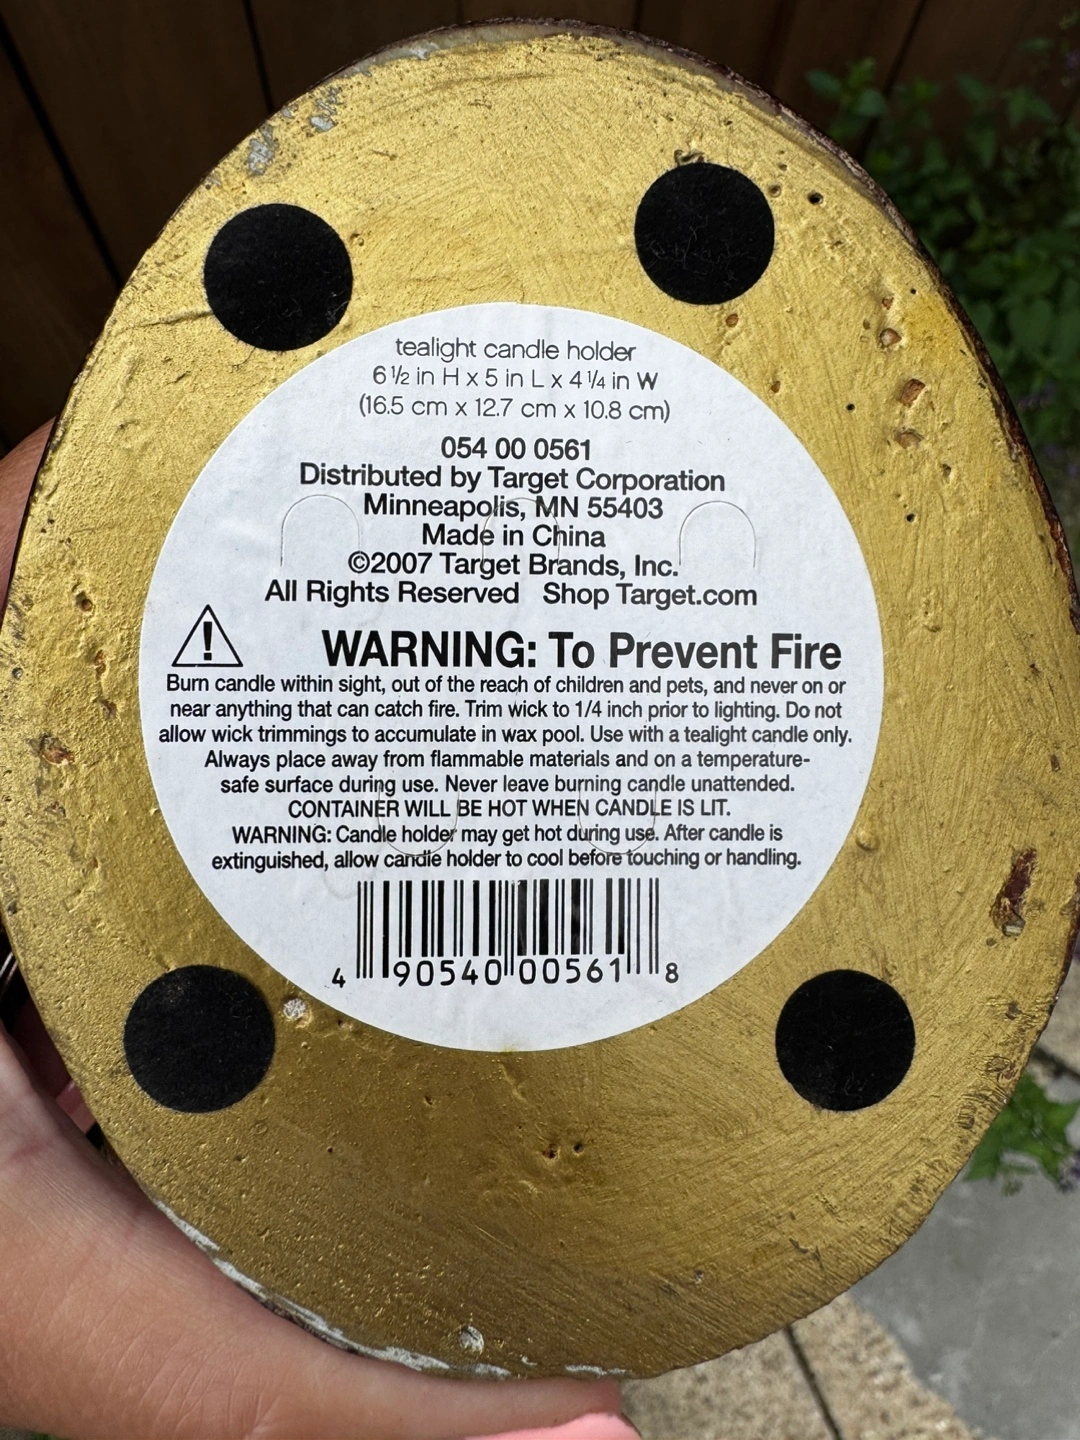 tealight candle holder
6 1/2 in H x 5 in L x 4 1/4 in W
(16.5 cm x 12.7 cm x 10.8 cm)
054 00 0561
Distributed by Target Corporation
Minneapolis, MN 55403
Made in China
©2007 Target Brands, Inc.
All Rights Reserved Shop Target.com
WARNING: To Prevent Fire
Burn candle within sight, out of the reach of children and pets, and never on or
near anything that can catch fire. Trim wick to 1/4 inch prior to lighting. Do not
allow wick trimmings to accumulate in wax pool. Use with a tealight candle only.
Always place away from flammable materials and on a temperature-
safe surface during use. Never leave burning candle unattended.
CONTAINER WILL BE HOT WHEN CANDLE IS LIT.
WARNING: Candle holder may get hot during use. After candle is
extinguished, allow candle holder to cool before touching or handling.
4 90540 00561 8